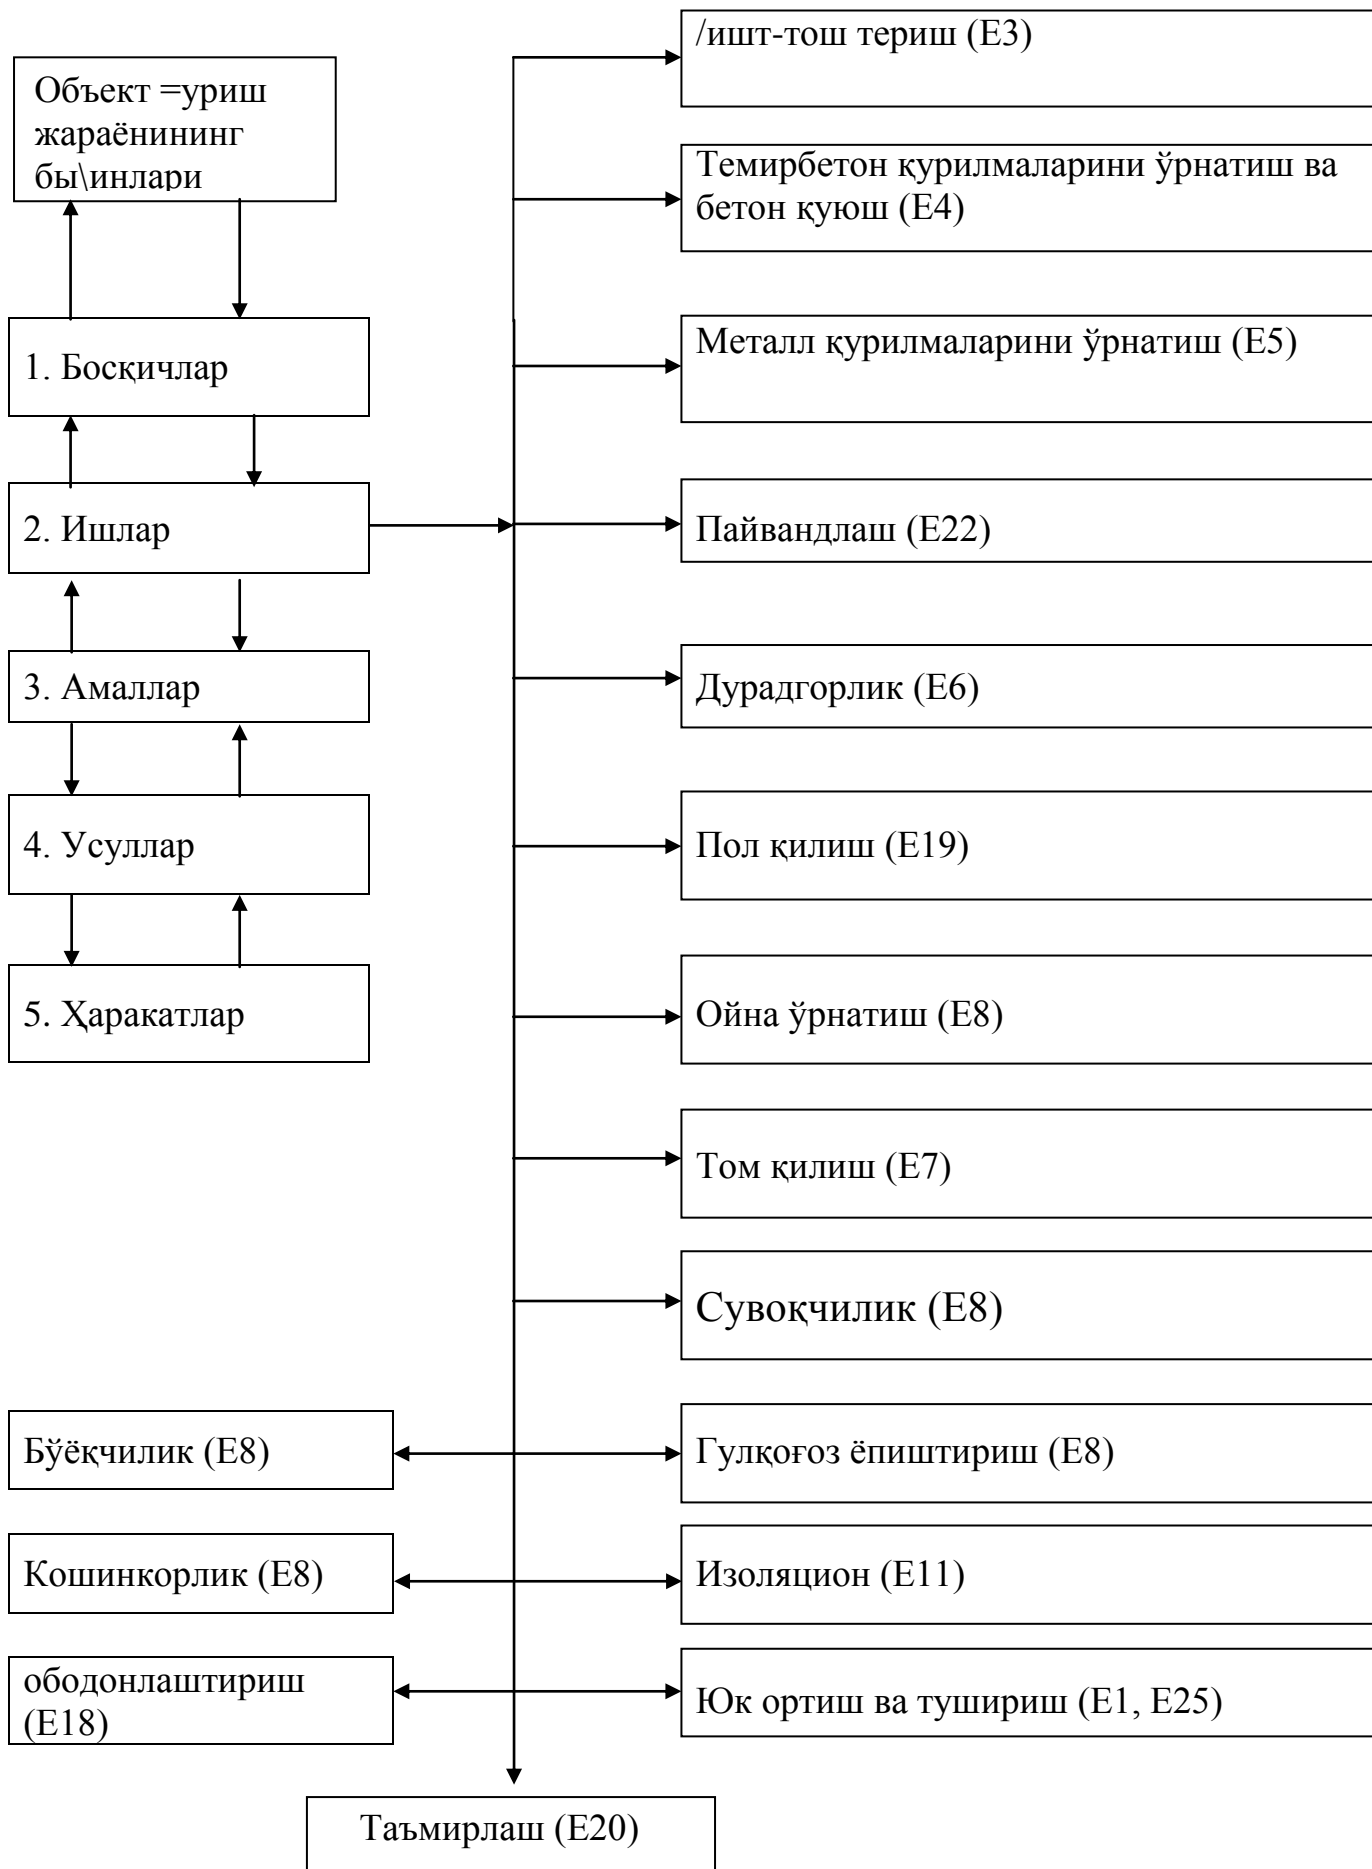 Объект =уриш
жараёнининг
бы\инлари
1. Босқичлар
2. Ишлар
3. Амаллар
4. Усуллар
5. Ҳаракатлар
/ишт-тош териш (Е3)
Темирбетон қурилмаларини ўрнатиш ва
бетон қуюш (Е4)
Металл қурилмаларини ўрнатиш (Е5)
Пайвандлаш (Е22)
Дурадгорлик (Е6)
Пол қилиш (Е19)
Ойна ўрнатиш (Е8)
Том қилиш (Е7)
Сувоқчилик (Е8)
Бўёқчилик (Е8)
Гулқоғоз ёпиштириш (Е8)
Кошинкорлик (Е8)
Изоляцион (Е11)
ободонлаштириш
(Е18)
Юк ортиш ва тушириш (Е1, Е25)
Таъмирлаш (Е20)